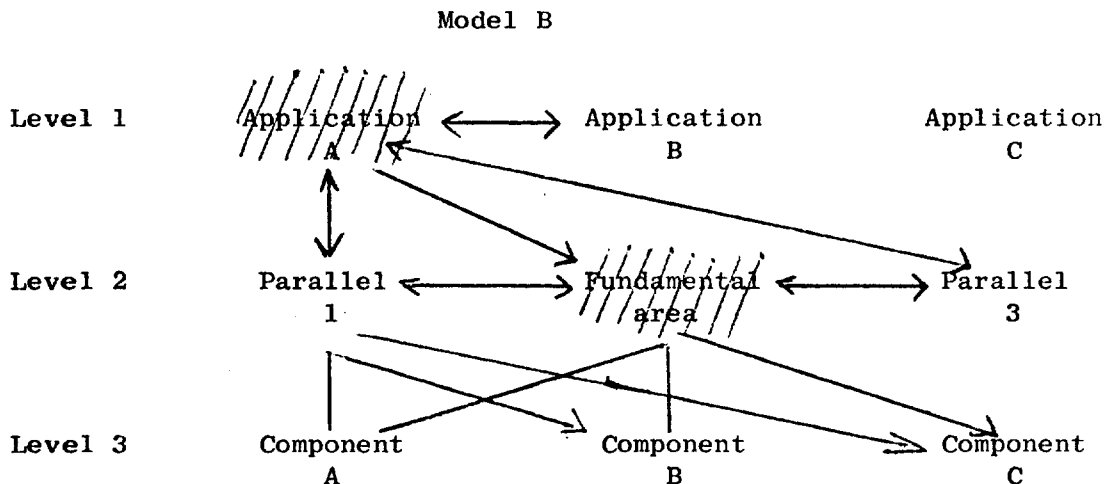 Model B
Level 1 Application Application Application
A B C
Level 2 Parallel Fundamental Parallel
1 area 3
Level 3 Component Component Component
A B C